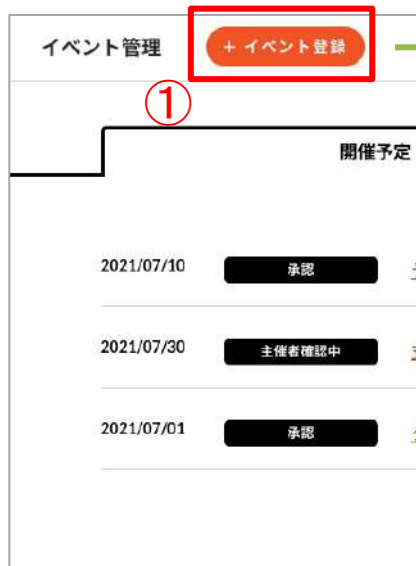 イベント管理 + イベント登録
①
開催予定
2021/07/10 承認
2021/07/30 主催者確認中
2021/07/01 承認